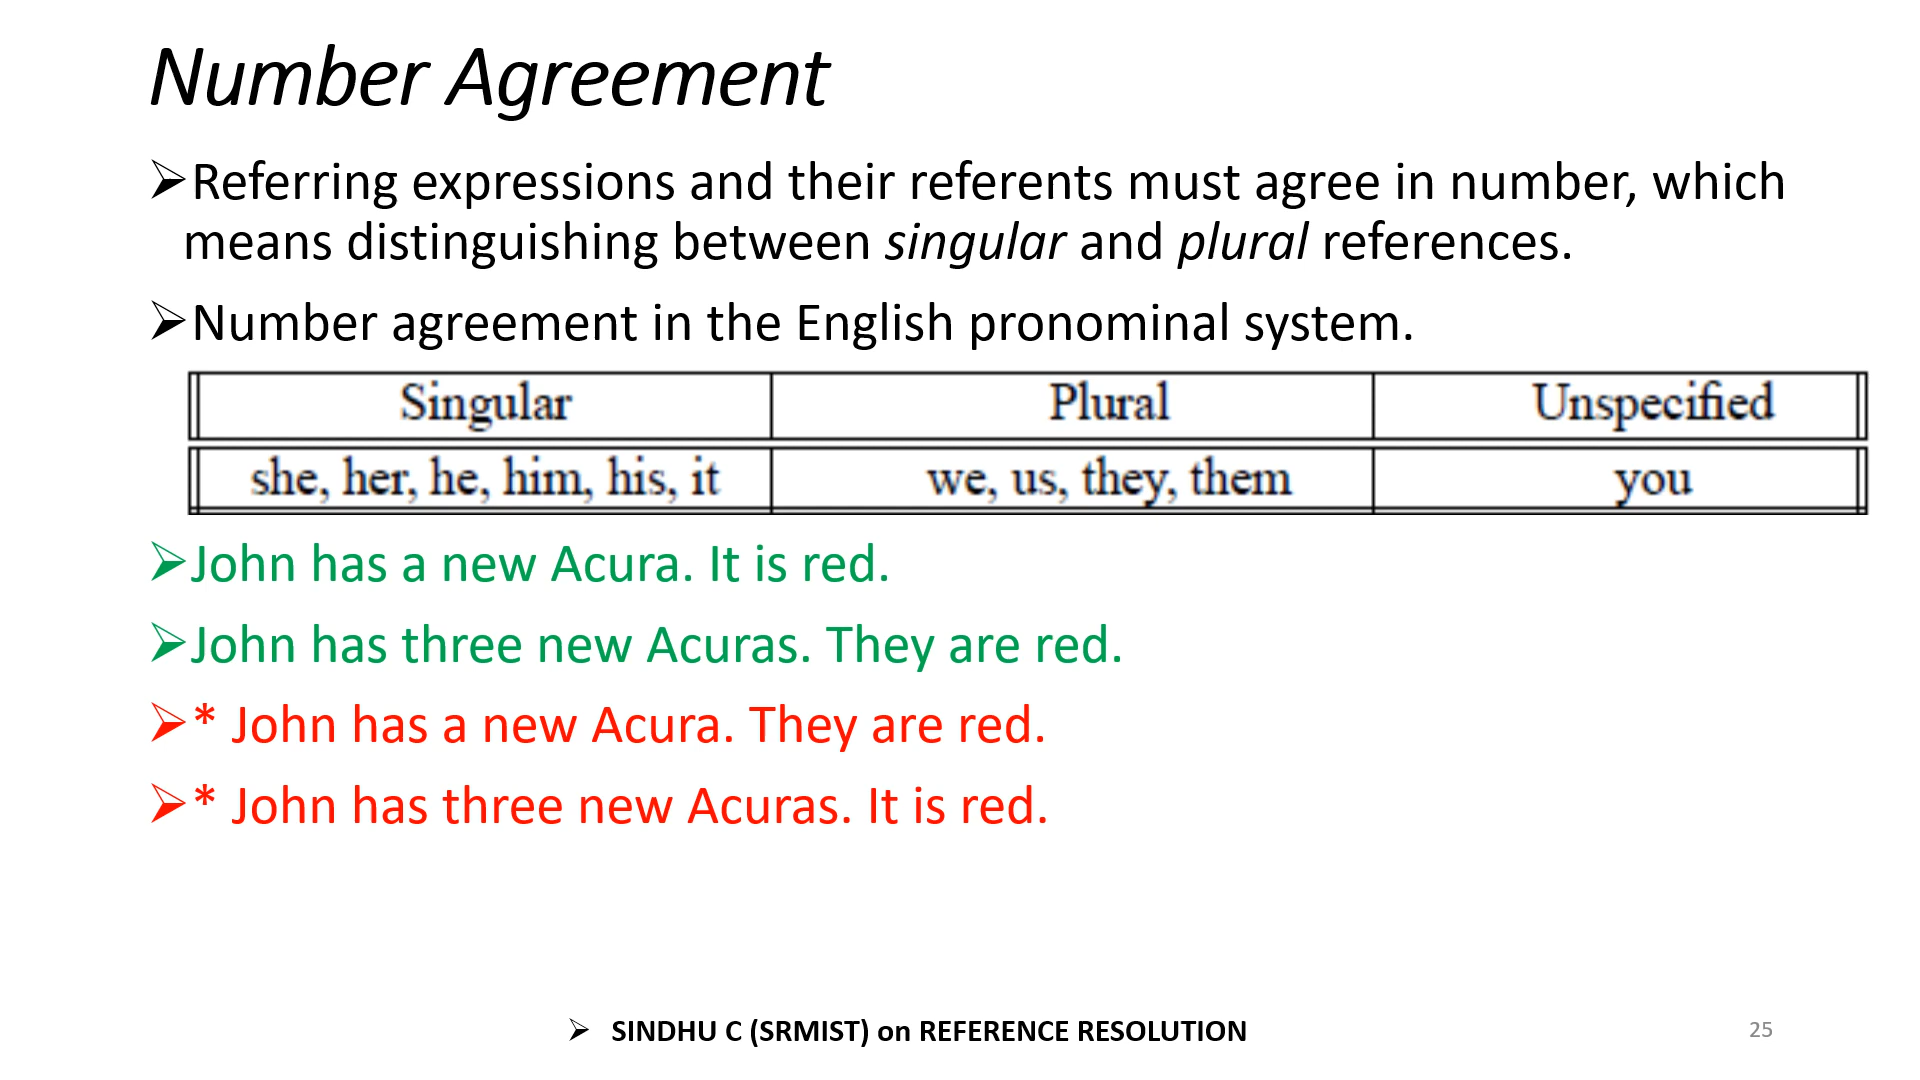 Number Agreement
➢Referring expressions and their referents must agree in number, which
means distinguishing between singular and plural references.
➢Number agreement in the English pronominal system.
Singular Plural Unspecified
she, her, he, him, his, it we, us, they, them you
➢John has a new Acura. It is red.
➢John has three new Acuras. They are red.
➢* John has a new Acura. They are red.
➢* John has three new Acuras. It is red.
➢ SINDHU C (SRMIST) on REFERENCE RESOLUTION
25